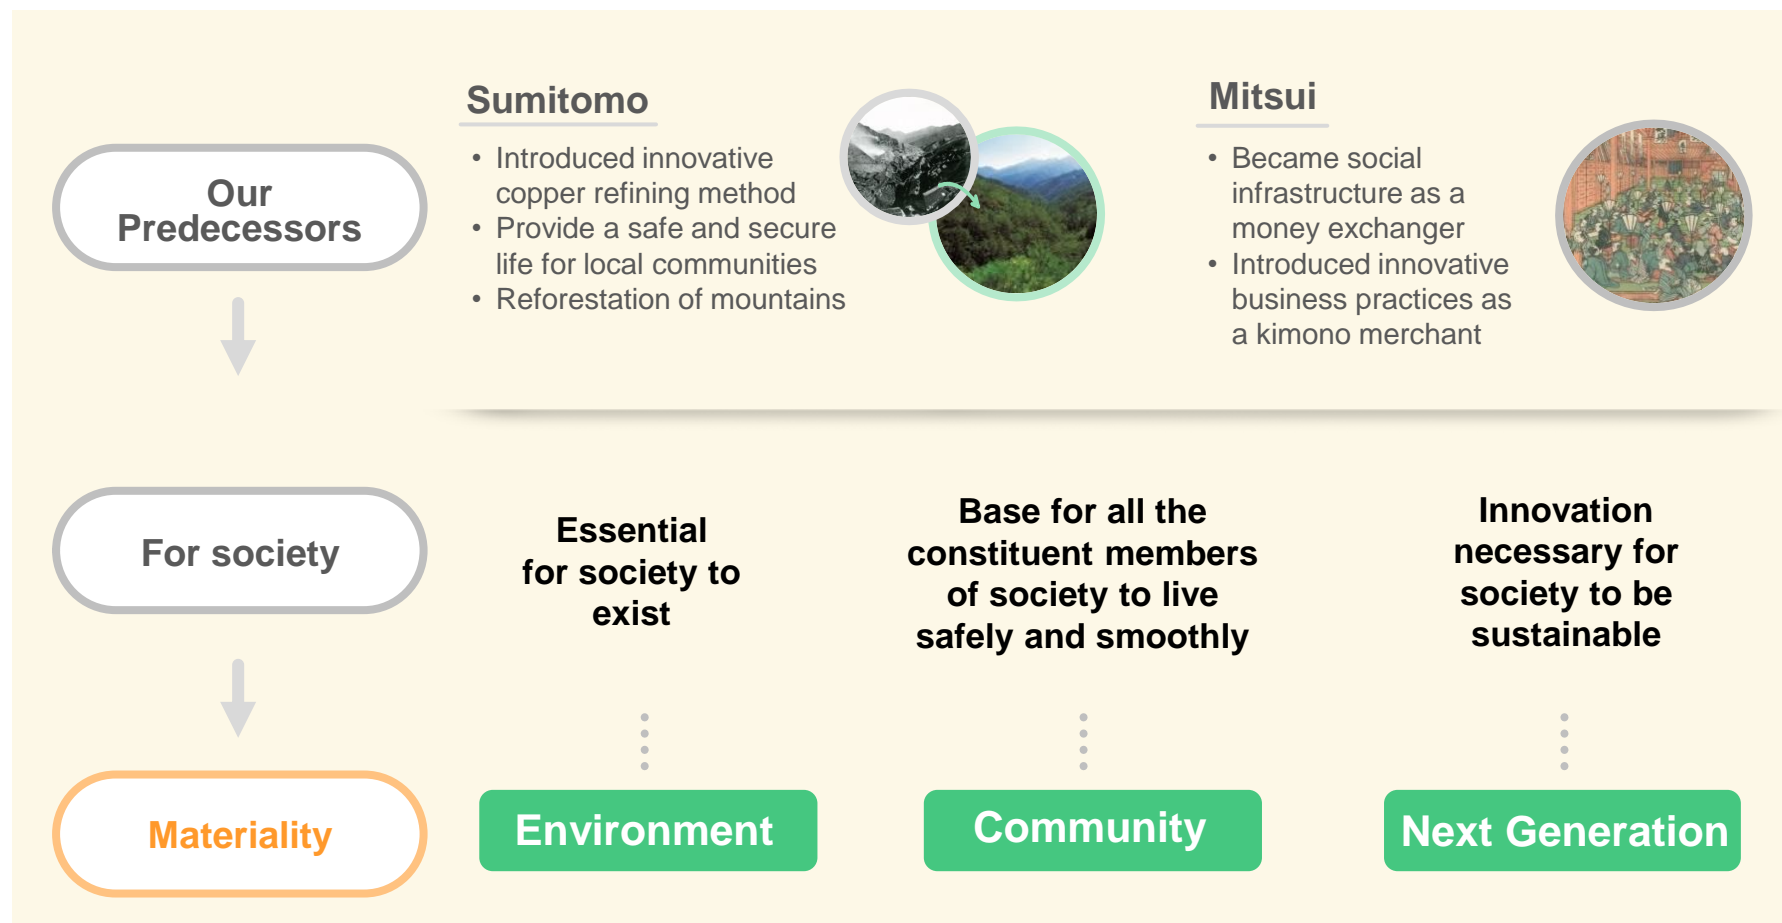 Our
Predecessors
Sumitomo
• Introduced innovative
copper refining method
• Provide a safe and secure
life for local communities
• Reforestation of mountains
Mitsui
• Became social
infrastructure as a
money exchanger
• Introduced innovative
business practices as
a kimono merchant
For society
Essential
for society to
exist
Base for all the
constituent members
of society to live
safely and smoothly
Innovation
necessary for
society to be
sustainable
Materiality
Environment
Community
Next Generation